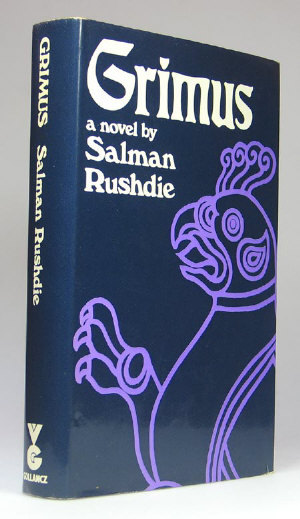 Grimus
a novel by
Salman
Rushdie
GRIMUS Salman Rushdie
VG
GOLLANCZ